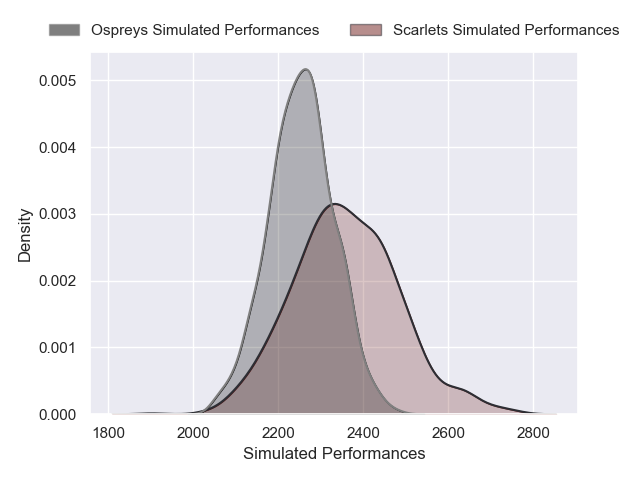 Ospreys Simulated Performances Scarlets Simulated Performances
0.005
0.004
0.003
0.002
0.001
0.000
Density
1800 2000 2200 2400 2600 2800
Simulated Performances